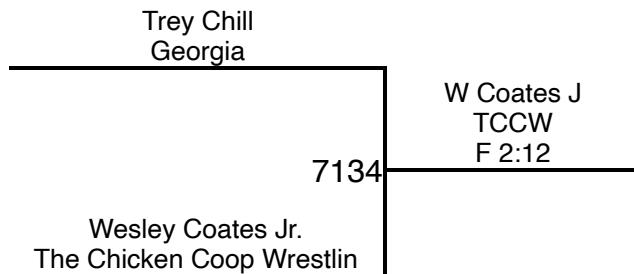 Trey Chill
Georgia
W Coates J
TCCW
F 2:12
7134
Wesley Coates Jr.
The Chicken Coop Wrestlin